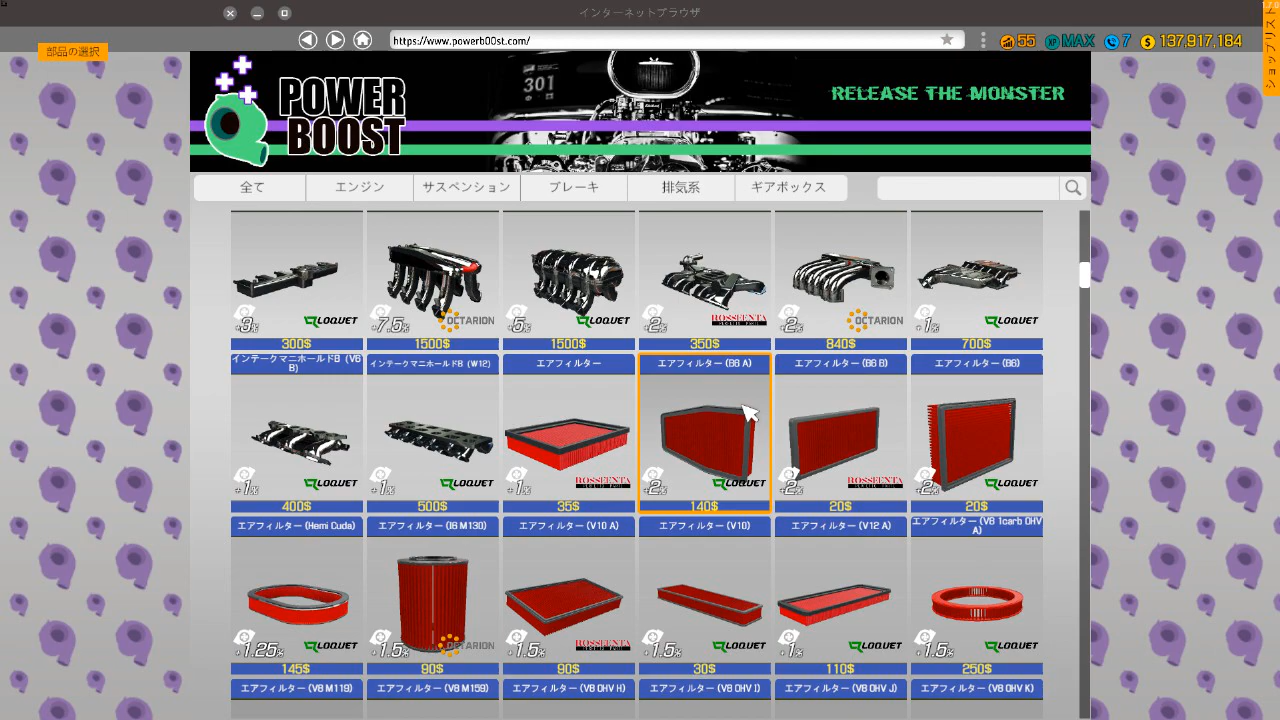 インターネットブラウザ
1.7.0
部品の選択
https://www.powerb00st.com/
55 XP MAX 7 $ 137,917,184
ショップリスト
POWER
BOOST
301
RELEASE THE MONSTER
全て エンジン サスペンション ブレーキ 排気系 ギアボックス
+3% LOQUET +7.5% OCTARION +5% LOQUET +2% +2% OCTARION +1% LOQUET
300$ 1500$ 1500$ 350$ 840$ 700$
インテークマニホールドB (V6 B) インテークマニホールドB (W12) エアフィルター エアフィルター (B6 A) エアフィルター (B6 B) エアフィルター (B6)
+1% LOQUET +1% LOQUET +1% ROSSEENTA +2% LOQUET +2% ROSSEENTA +2% LOQUET
400$ 500$ 35$ 140$ 20$ 20$
エアフィルター (Hemi Cuda) エアフィルター (I6 M130) エアフィルター (V10 A) エアフィルター (V10) エアフィルター (V12 A) エアフィルター (V8 1carb OHV A)
+1.25% LOQUET +1.5% OCTARION +1.5% ROSSEENTA +1.5% LOQUET +1% LOQUET +1.5% LOQUET
145$ 90$ 90$ 30$ 110$ 250$
エアフィルター (V8 M119) エアフィルター (V8 M159) エアフィルター (V8 OHV H) エアフィルター (V8 OHV I) エアフィルター (V8 OHV J) エアフィルター (V8 OHV K)